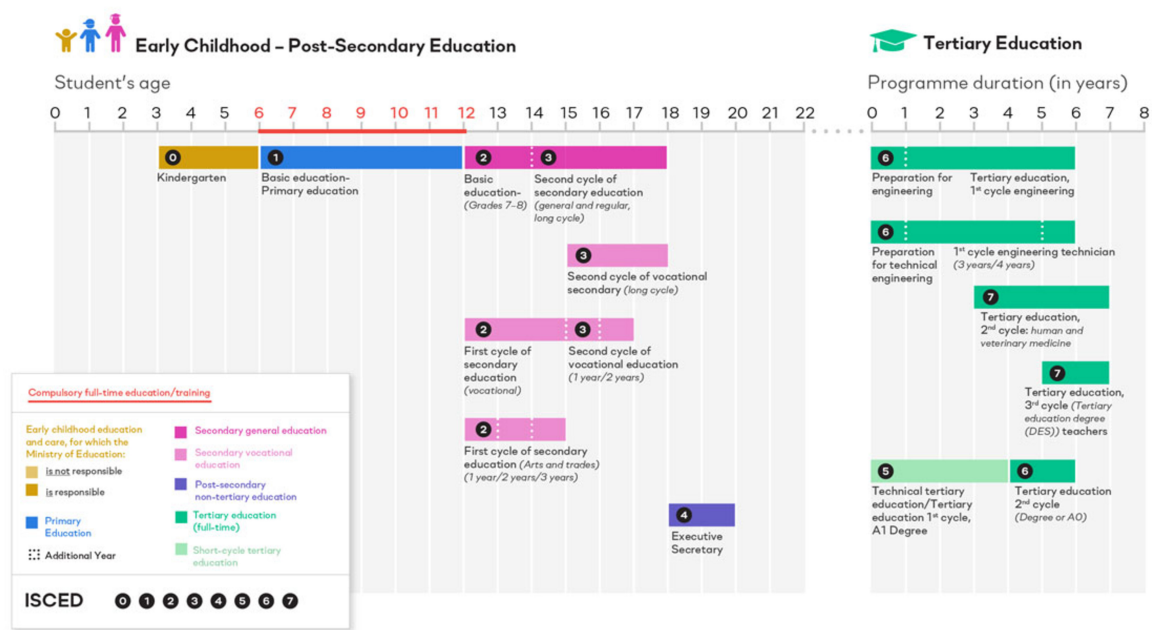 Early Childhood – Post-Secondary Education
Student's age
0 1 2 3 4 5 6 7 8 9 10 11 12 13 14 15 16 17 18 19 20 21 22
0
Kindergarten
1
Basic education-
Primary education
2
Basic
education-
(Grades 7–8)
3
Second cycle of
secondary education
(general and regular,
long cycle)
3
Second cycle of vocational
secondary (long cycle)
2
First cycle of
secondary
education
(vocational)
3
Second cycle of
vocational education
(1 year/2 years)
2
First cycle of secondary
education (Arts and trades)
(1 year/2 years/3 years)
4
Executive
Secretary
Tertiary Education
Programme duration (in years)
0 1 2 3 4 5 6 7 8
6
Preparation for
engineering
Tertiary education,
1st cycle engineering
6
Preparation
for technical
engineering
1st cycle engineering technician
(3 years/4 years)
7
Tertiary education,
2nd cycle: human and
veterinary medicine
7
Tertiary education,
3rd cycle (Tertiary
education degree
(DES)) teachers
5
Technical tertiary
education/Tertiary
education 1st cycle,
A1 Degree
6
Tertiary education
2nd cycle
(Degree or A0)
Compulsory full-time education/training
Early childhood education
and care, for which the
Ministry of Education:
is not responsible
is responsible
Primary
Education
Additional Year
Secondary general education
Secondary vocational
education
Post-secondary
non-tertiary education
Tertiary education
(full-time)
Short-cycle tertiary
education
ISCED 0 1 2 3 4 5 6 7